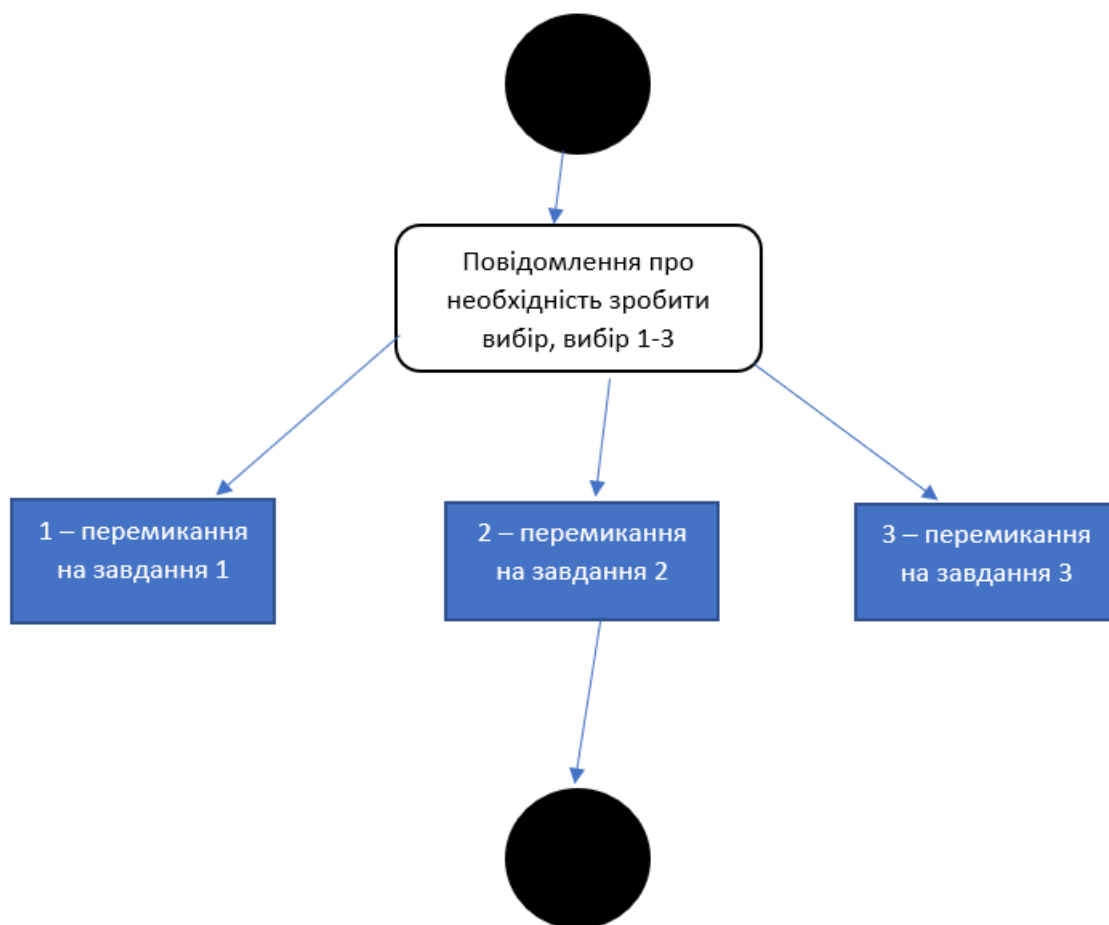 Повідомлення про
необхідність зробити
вибір, вибір 1-3
1 – перемикання
на завдання 1
2 – перемикання
на завдання 2
3 – перемикання
на завдання 3